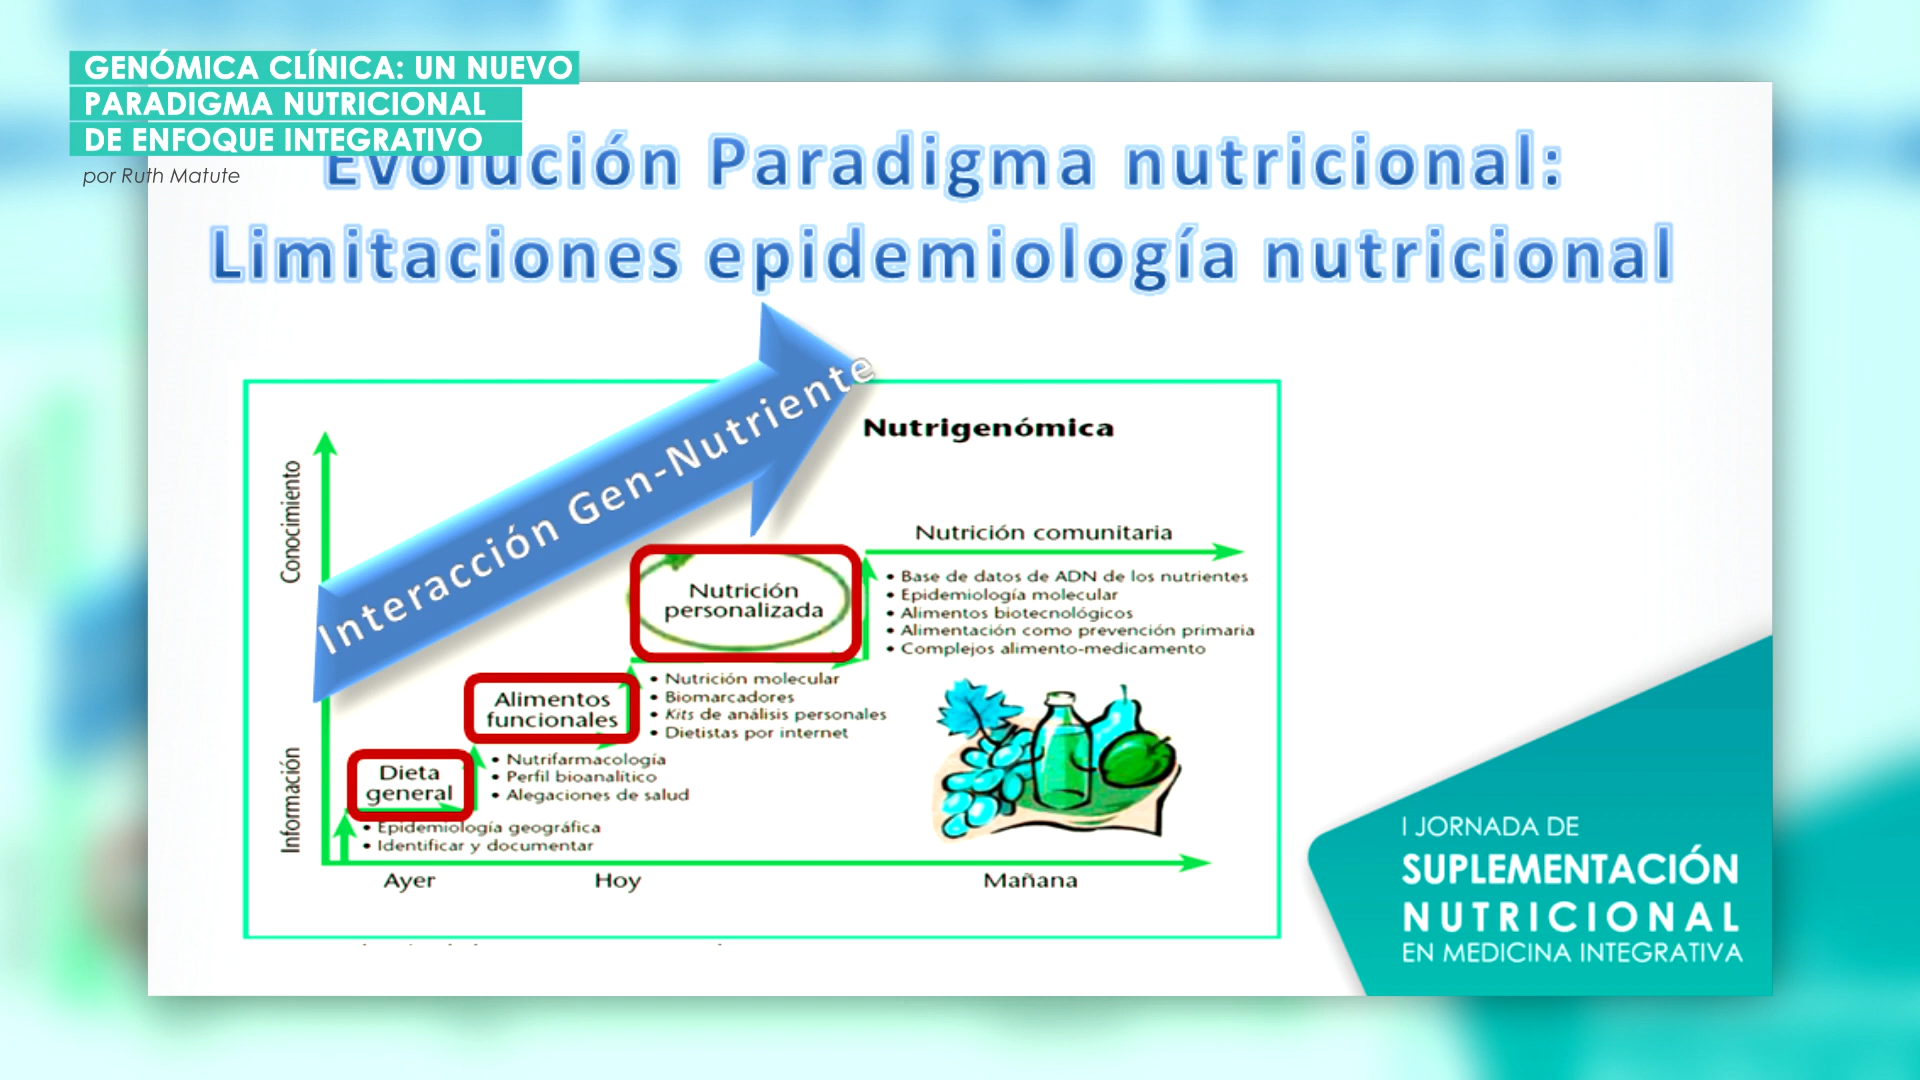 GENÓMICA CLÍNICA: UN NUEVO
PARADIGMA NUTRICIONAL
DE ENFOQUE INTEGRATIVO
por Ruth Matute
Evolución Paradigma nutricional:
Limitaciones epidemiología nutricional
Interacción Gen-Nutriente
Nutrigenómica
Conocimiento
Información
Nutrición comunitaria
• Base de datos de ADN de los nutrientes
• Epidemiología molecular
• Alimentos biotecnológicos
• Alimentación como prevención primaria
• Complejos alimento-medicamento
Nutrición
personalizada
• Nutrición molecular
• Biomarcadores
• Kits de análisis personales
• Dietistas por internet
Alimentos
funcionales
• Nutrifarmacología
• Perfil bioanalítico
• Alegaciones de salud
Dieta
general
• Epidemiología geográfica
• Identificar y documentar
Ayer
Hoy
Mañana
I JORNADA DE
SUPLEMENTACIÓN
NUTRICIONAL
EN MEDICINA INTEGRATIVA